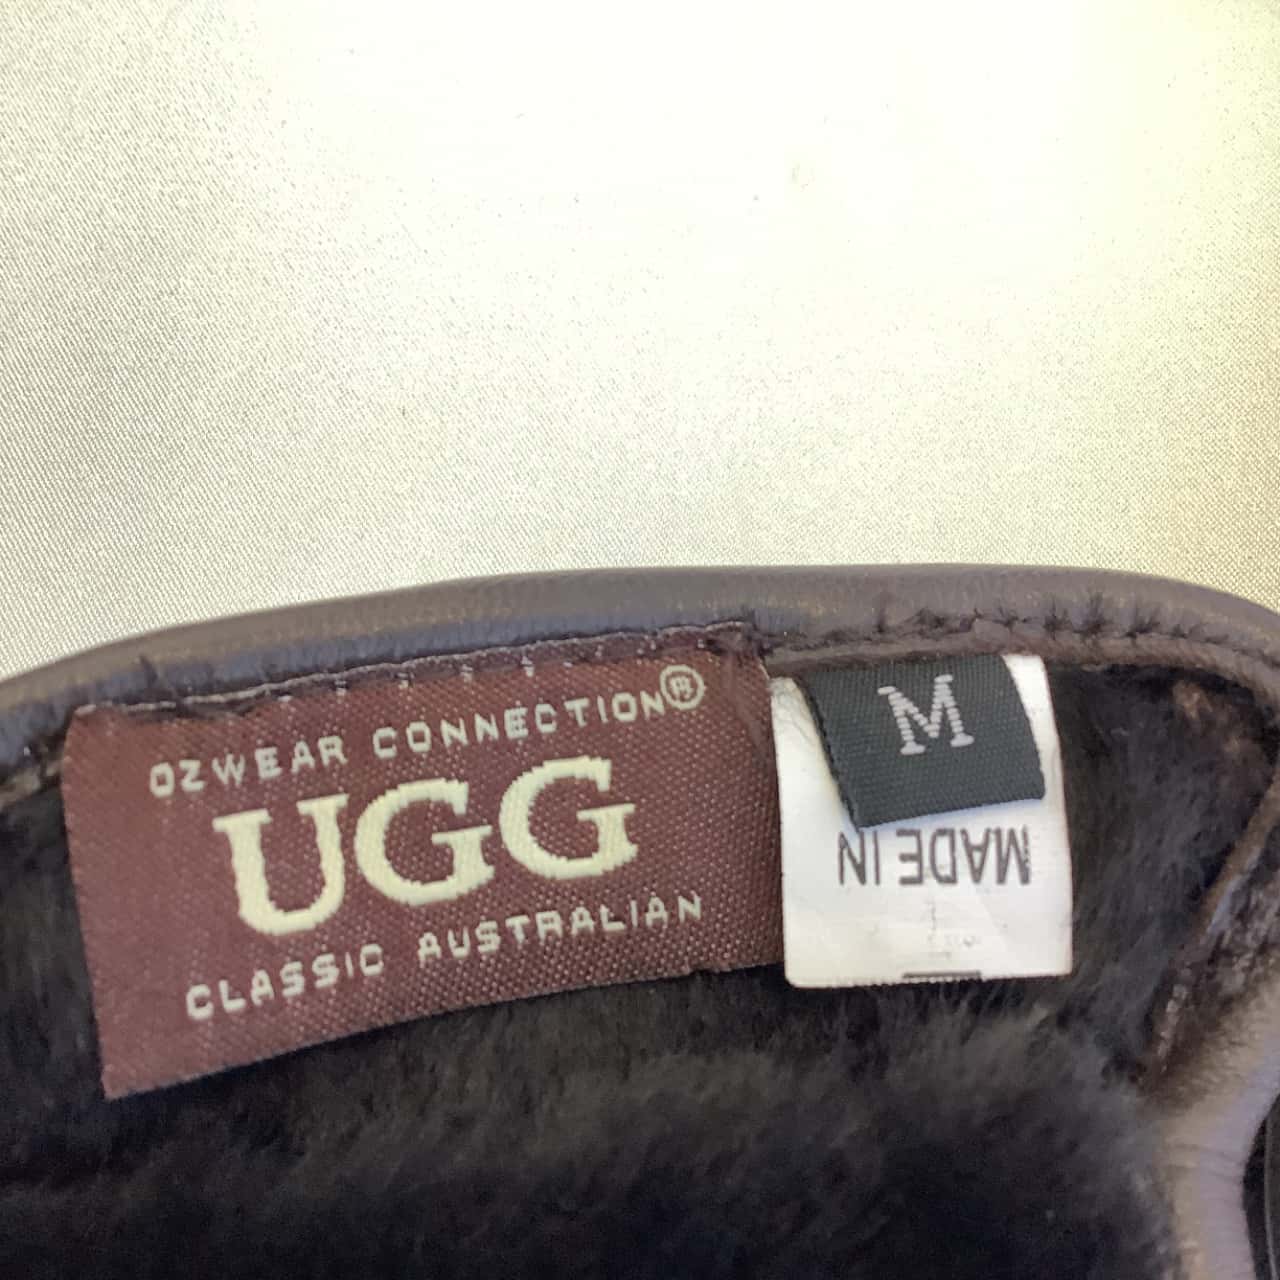 OZWEAR CONNECTION®
UGG
CLASSIC AUSTRALIAN
M
MADE IN